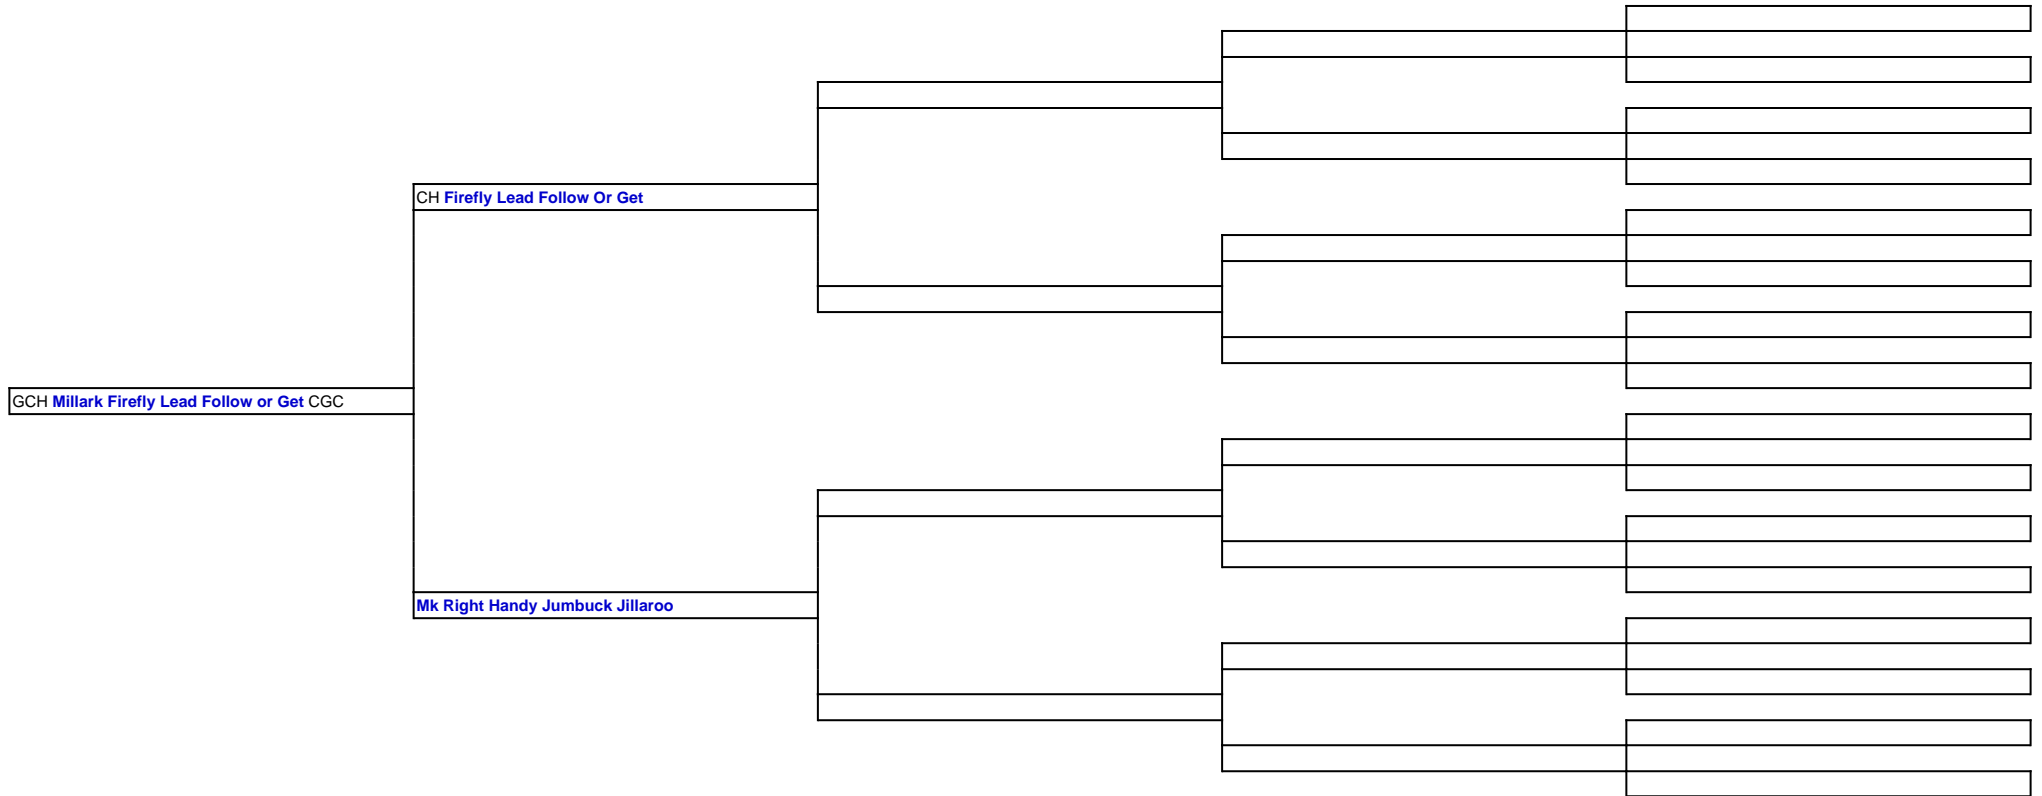 CH Firefly Lead Follow Or Get
GCH Millark Firefly Lead Follow or Get CGC
Mk Right Handy Jumbuck Jillaroo